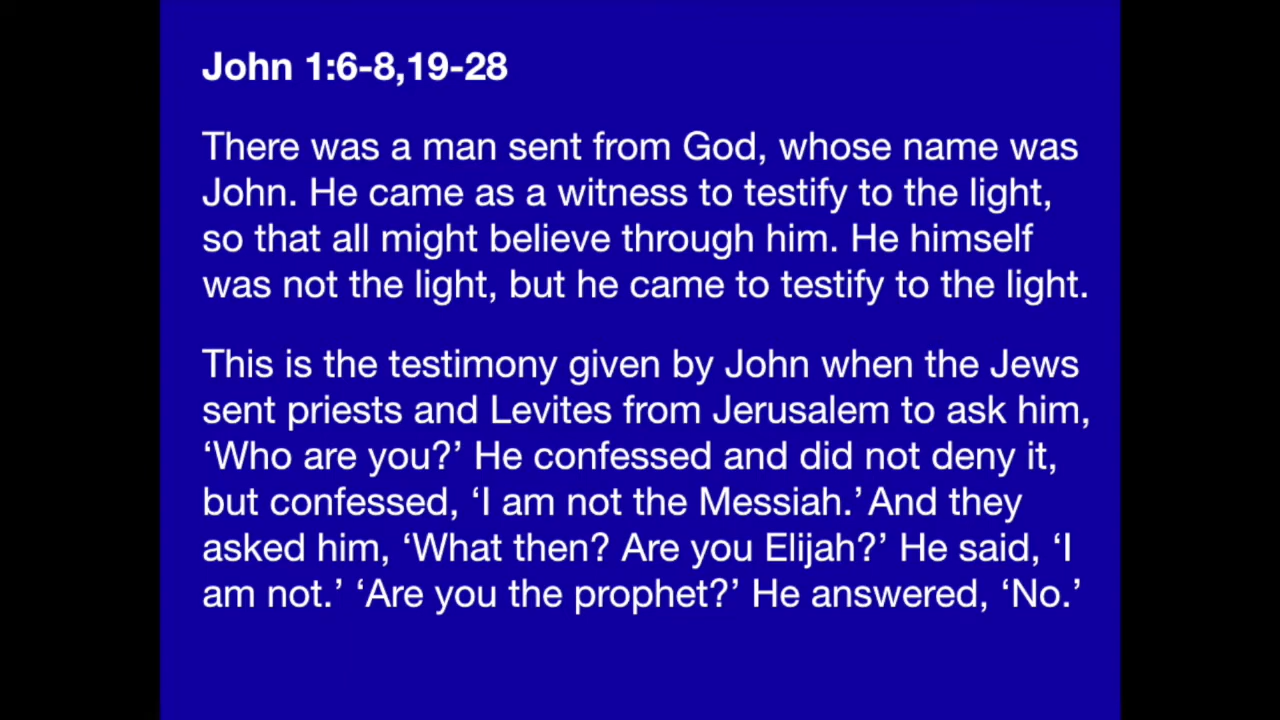 John 1:6-8,19-28
There was a man sent from God, whose name was
John. He came as a witness to testify to the light,
so that all might believe through him. He himself
was not the light, but he came to testify to the light.
This is the testimony given by John when the Jews
sent priests and Levites from Jerusalem to ask him,
‘Who are you?’ He confessed and did not deny it,
but confessed, ‘I am not the Messiah.’ And they
asked him, ‘What then? Are you Elijah?’ He said, ‘I
am not.’ ‘Are you the prophet?’ He answered, ‘No.’